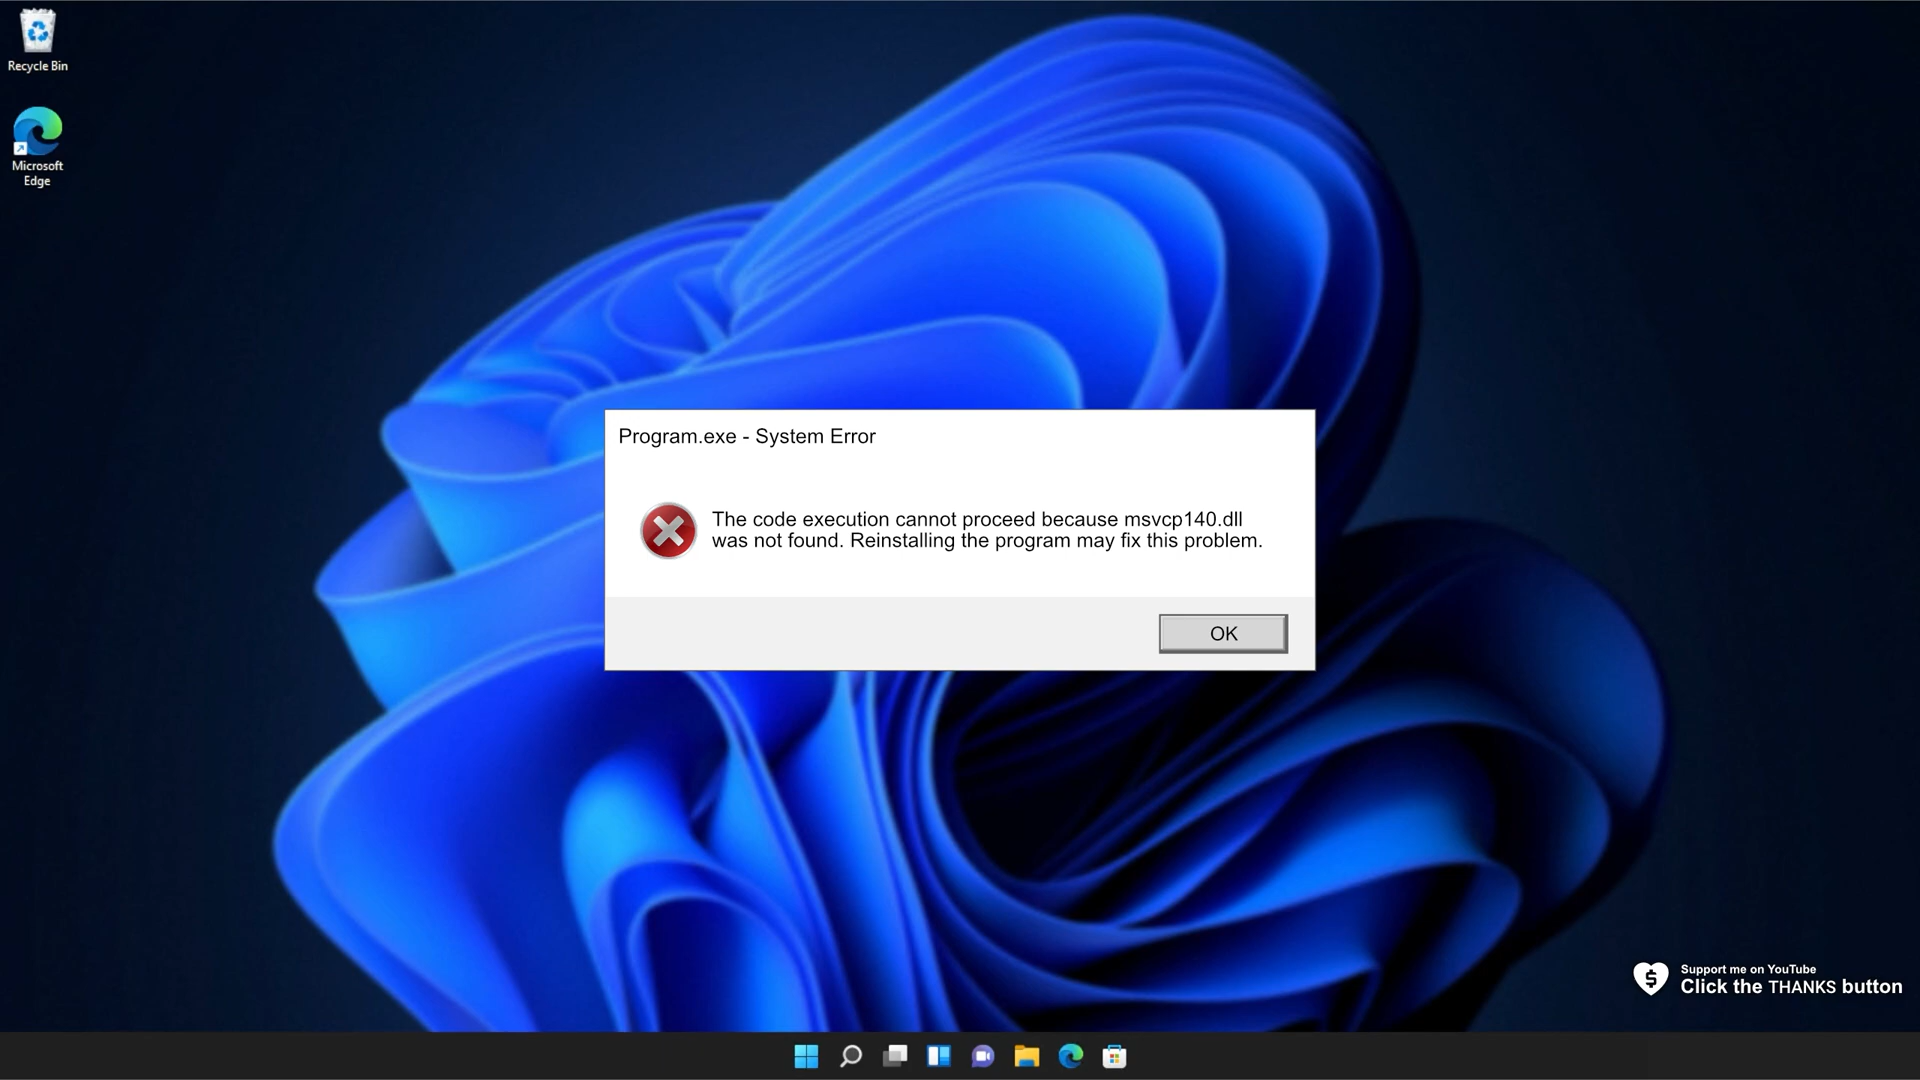 Recycle Bin
Microsoft
Edge
Program.exe - System Error
The code execution cannot proceed because msvcp140.dll
was not found. Reinstalling the program may fix this problem.
OK
Support me on YouTube
Click the THANKS button